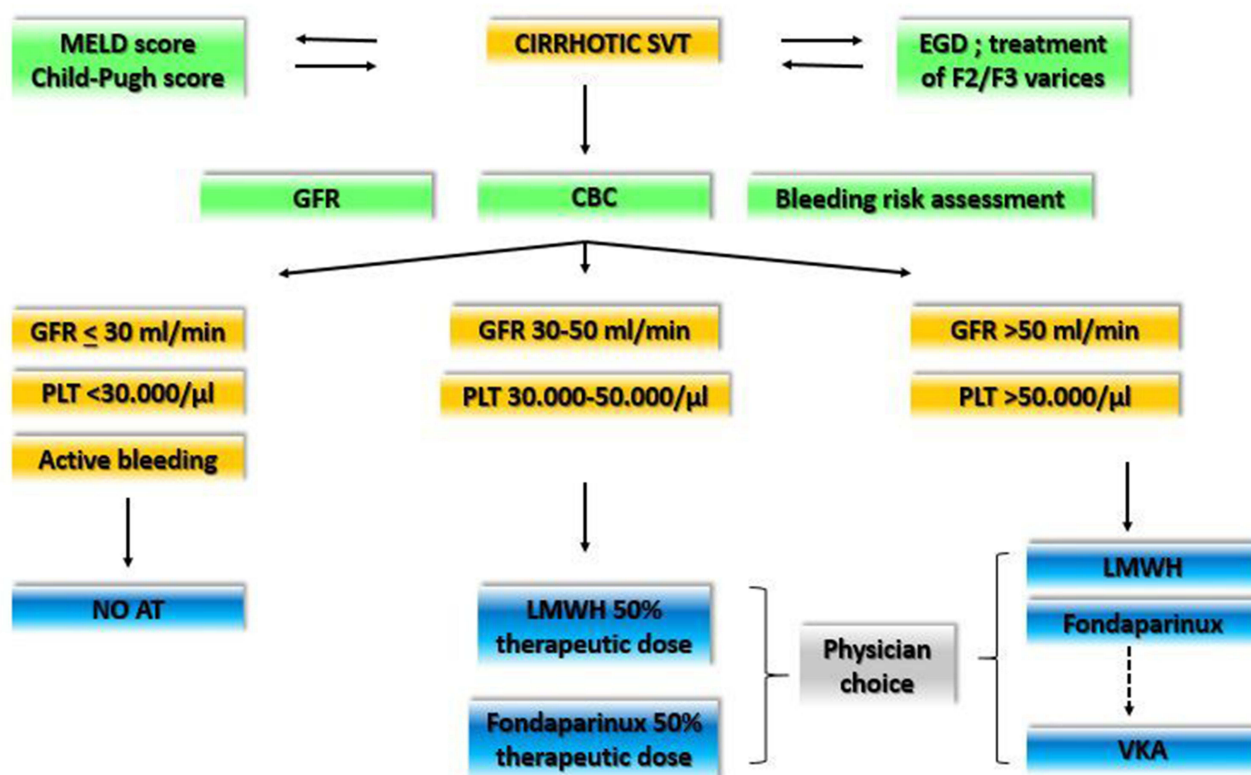 MELD score
Child-Pugh score
CIRRHOTIC SVT
EGD ; treatment
of F2/F3 varices
GFR
CBC
Bleeding risk assessment
GFR ≤ 30 ml/min
PLT <30.000/µl
Active bleeding
NO AT
GFR 30-50 ml/min
PLT 30.000-50.000/µl
LMWH 50%
therapeutic dose
Fondaparinux 50%
therapeutic dose
Physician
choice
GFR >50 ml/min
PLT >50.000/µl
LMWH
Fondaparinux
VKA